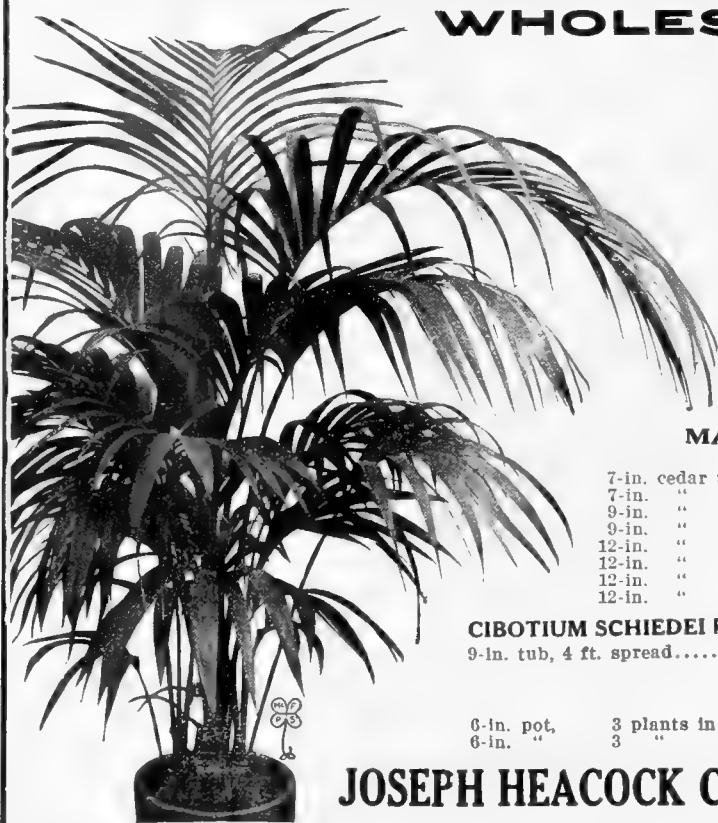 WHOLES
MA
7-in. cedar
7-in. "
9-in. "
9-in. "
12-in. "
12-in. "
12-in. "
12-in. "
CIBOTIUM SCHIEDEI
9-in. tub, 4 ft. spread.....
Mc F
P S
6-in. pot, 3 plants in
6-in. " 3 "
JOSEPH HEACOCK C